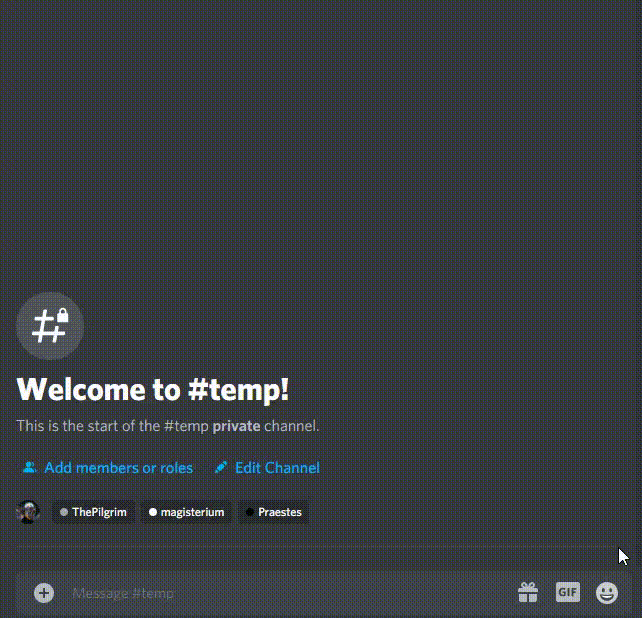 Welcome to #temp!
This is the start of the #temp private channel.
Add members or roles Edit Channel
ThePilgrim magisterium Praestes
Message #temp GIF